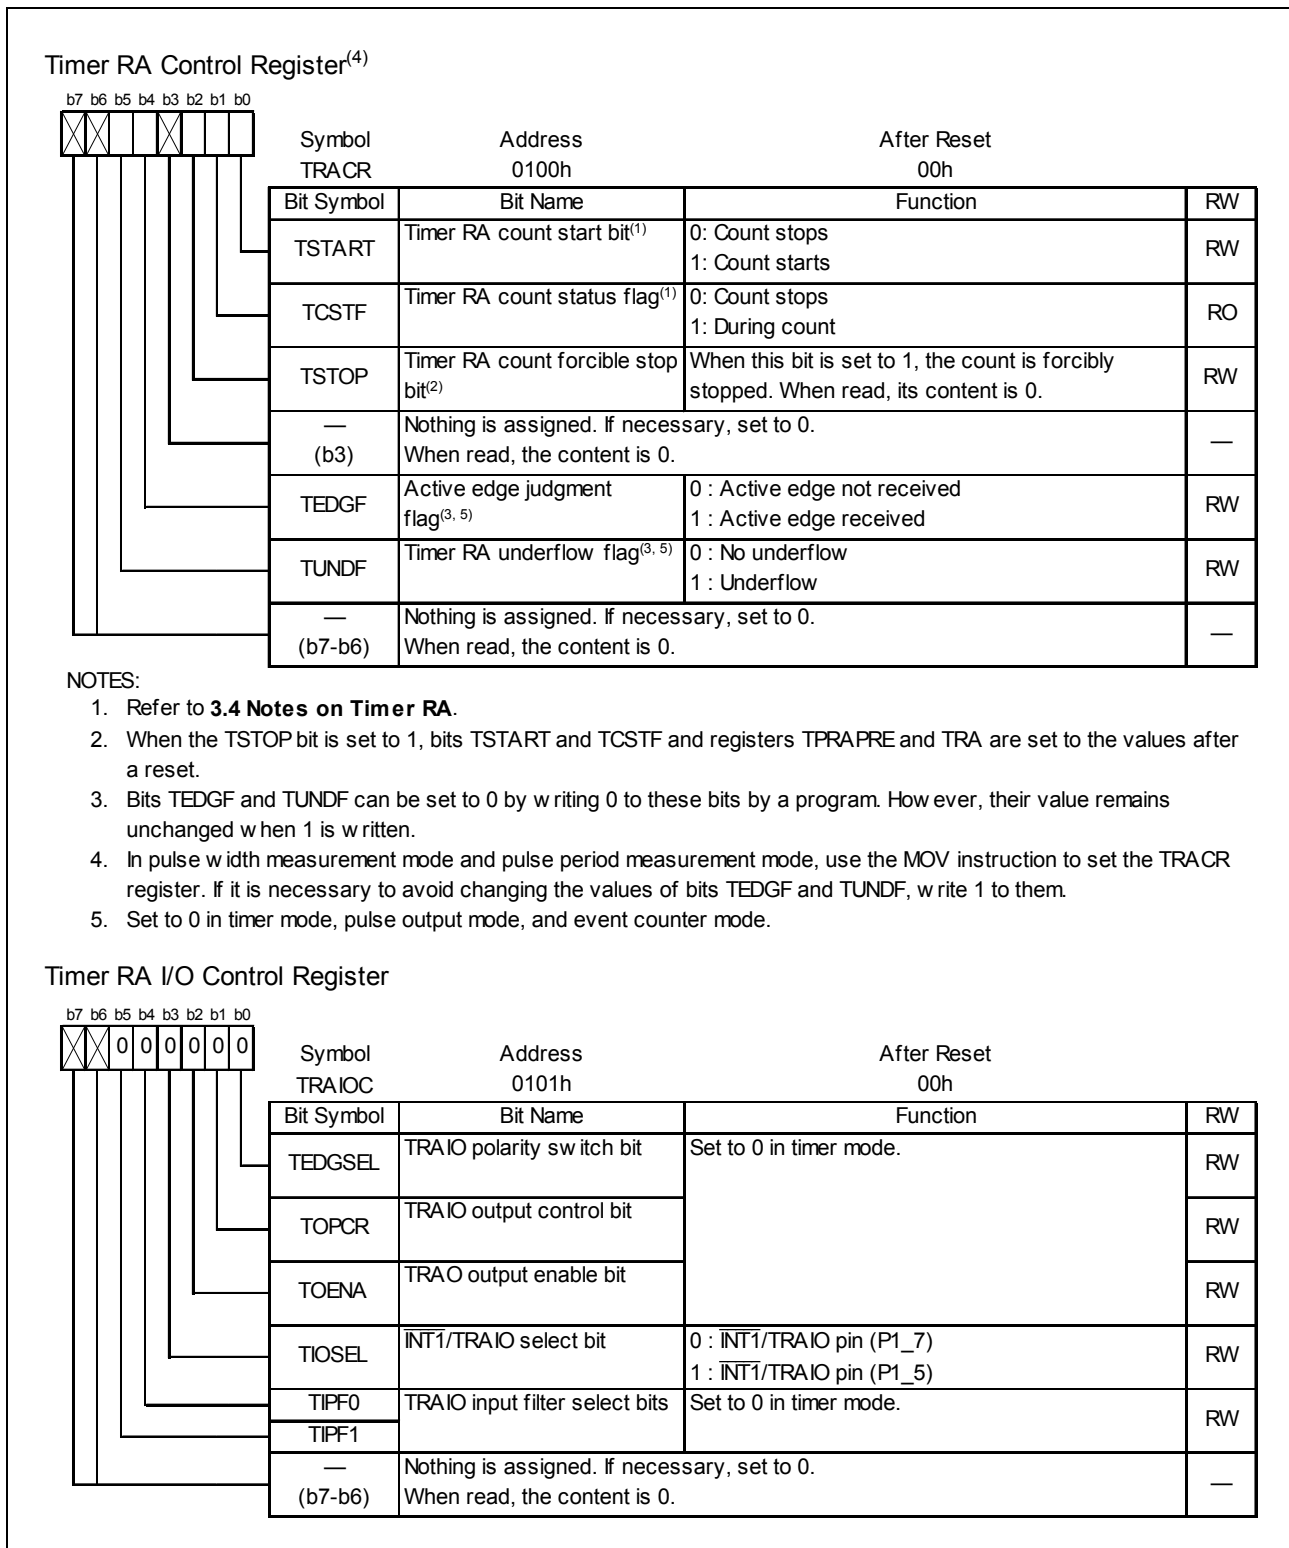 Timer RA Control Register(4)
b7 b6 b5 b4 b3 b2 b1 b0
Symbol Address After Reset
TRACR 0100h 00h
Bit Symbol Bit Name Function RW
TSTART Timer RA count start bit(1) 0: Count stops RW
1: Count starts
TCSTF Timer RA count status flag(1) 0: Count stops RO
1: During count
TSTOP Timer RA count forcible stop When this bit is set to 1, the count is forcibly RW
bit(2) stopped. When read, its content is 0.
— Nothing is assigned. If necessary, set to 0. —
(b3) When read, the content is 0.
TEDGF Active edge judgment 0 : Active edge not received RW
flag(3, 5) 1 : Active edge received
TUNDF Timer RA underflow flag(3, 5) 0 : No underflow RW
1 : Underflow
— Nothing is assigned. If necessary, set to 0. —
(b7-b6) When read, the content is 0.
NOTES:
1. Refer to 3.4 Notes on Timer RA.
2. When the TSTOP bit is set to 1, bits TSTART and TCSTF and registers TPRAPRE and TRA are set to the values after
a reset.
3. Bits TEDGF and TUNDF can be set to 0 by writing 0 to these bits by a program. However, their value remains
unchanged when 1 is written.
4. In pulse width measurement mode and pulse period measurement mode, use the MOV instruction to set the TRACR
register. If it is necessary to avoid changing the values of bits TEDGF and TUNDF, write 1 to them.
5. Set to 0 in timer mode, pulse output mode, and event counter mode.
Timer RA I/O Control Register
b7 b6 b5 b4 b3 b2 b1 b0
0 0 0 0 0 0
Symbol Address After Reset
TRAIOC 0101h 00h
Bit Symbol Bit Name Function RW
TEDGSEL TRAIO polarity switch bit Set to 0 in timer mode. RW
TOPCR TRAIO output control bit RW
TOENA TRAO output enable bit RW
TIOSEL INT1/TRAIO select bit 0 : INT1/TRAIO pin (P1_7) RW
1 : INT1/TRAIO pin (P1_5)
TIPF0 TRAIO input filter select bits Set to 0 in timer mode. RW
TIPF1
— Nothing is assigned. If necessary, set to 0. —
(b7-b6) When read, the content is 0.